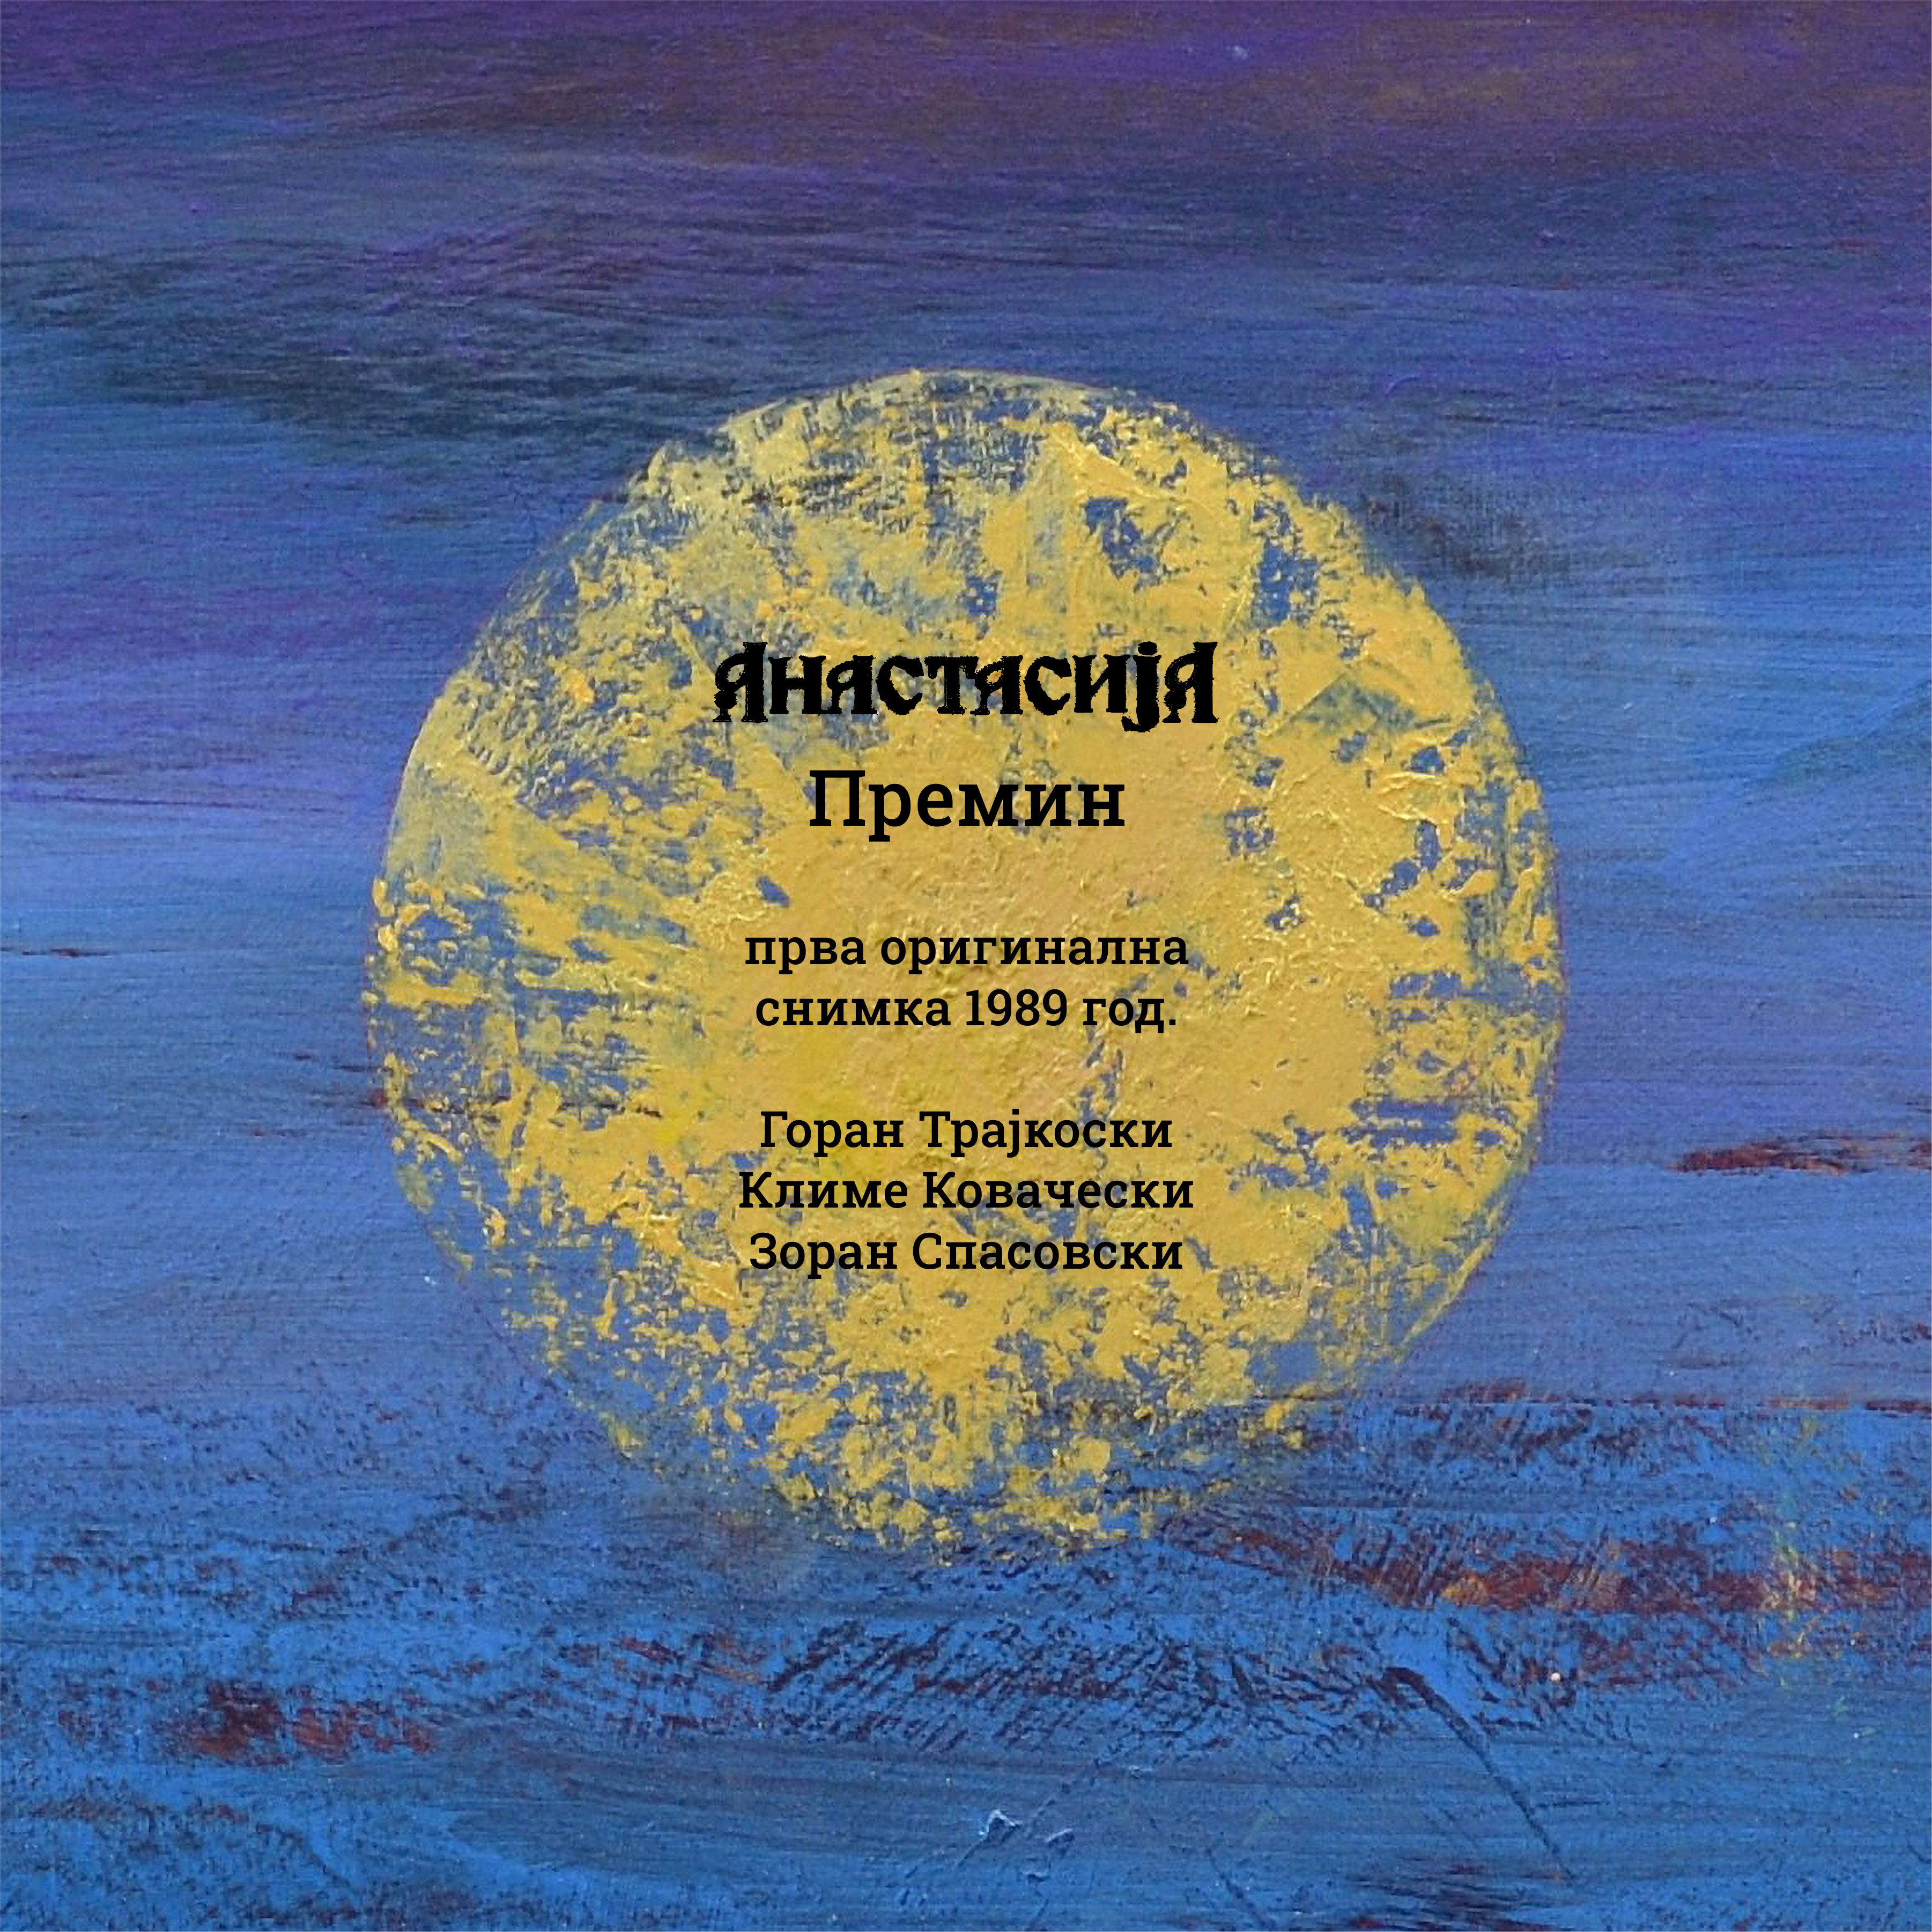 Анастасија
Премин
прва оригинална
снимка 1989 год.
Горан Трајкоски
Климе Ковачески
Зоран Спасовски